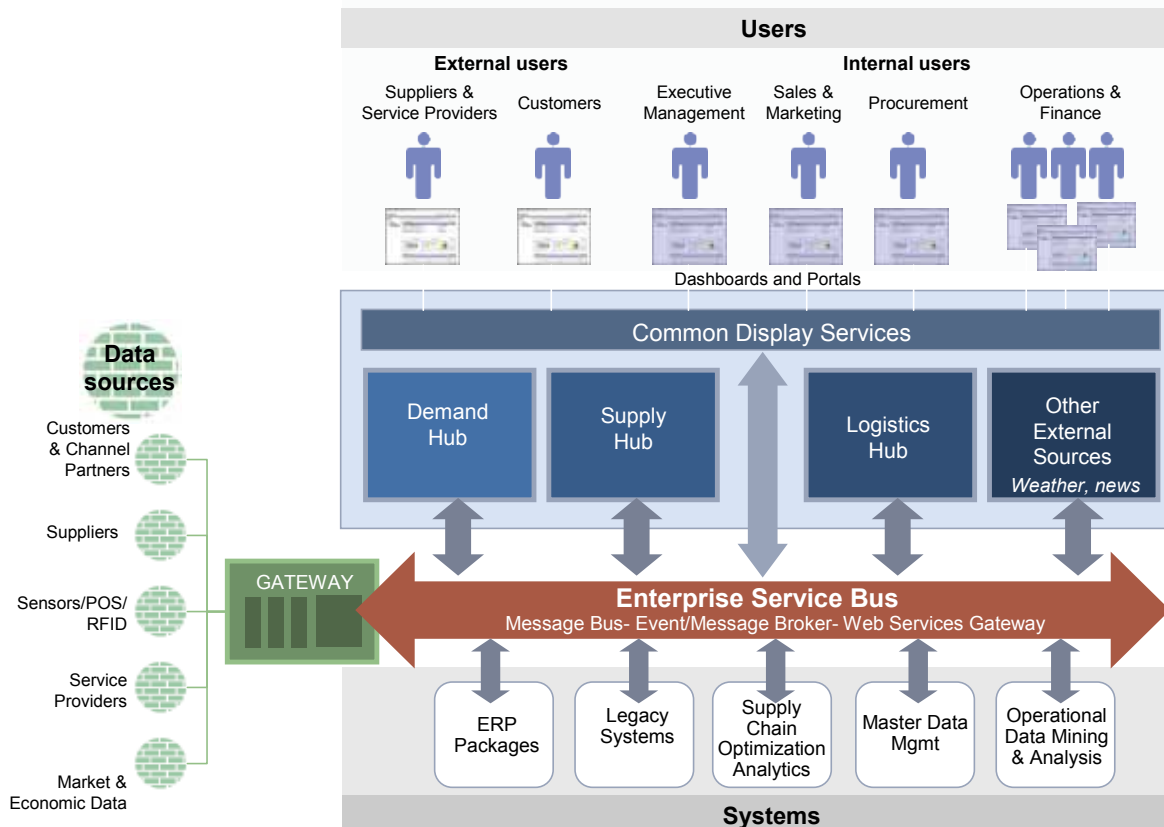 Users
External users
Internal users
Suppliers &
Service Providers
Customers
Executive
Management
Sales &
Marketing
Procurement
Operations &
Finance
Dashboards and Portals
Common Display Services
Data
sources
Demand
Hub
Supply
Hub
Logistics
Hub
Other
External
Sources
Weather, news
Customers
& Channel
Partners
Suppliers
Sensors/POS/
RFID
Service
Providers
Market &
Economic Data
GATEWAY
Enterprise Service Bus
Message Bus- Event/Message Broker- Web Services Gateway
ERP
Packages
Legacy
Systems
Supply
Chain
Optimization
Analytics
Master Data
Mgmt
Operational
Data Mining
& Analysis
Systems